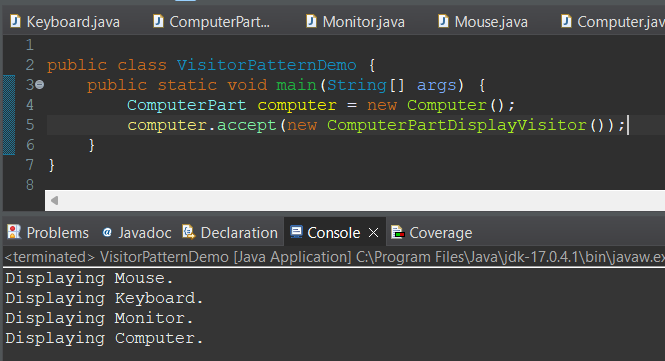 Keyboard.java ComputerPart... Monitor.java Mouse.java Computer.jav
1
2 public class VisitorPatternDemo {
3 public static void main(String[] args) {
4 ComputerPart computer = new Computer();
5 computer.accept(new ComputerPartDisplayVisitor());
6 }
7 }
8
Problems @ Javadoc Declaration Console Coverage
<terminated> VisitorPatternDemo [Java Application] C:\Program Files\Java\jdk-17.0.4.1\bin\javaw.ex
Displaying Mouse.
Displaying Keyboard.
Displaying Monitor.
Displaying Computer.